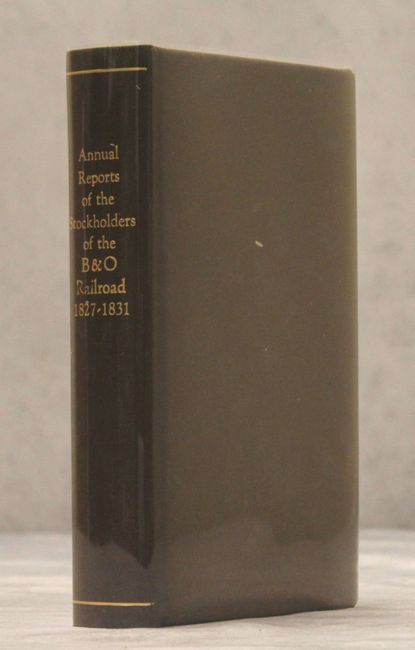 Annual
Reports
of the
Stockholders
of the
B&O
Railroad
1827-1831